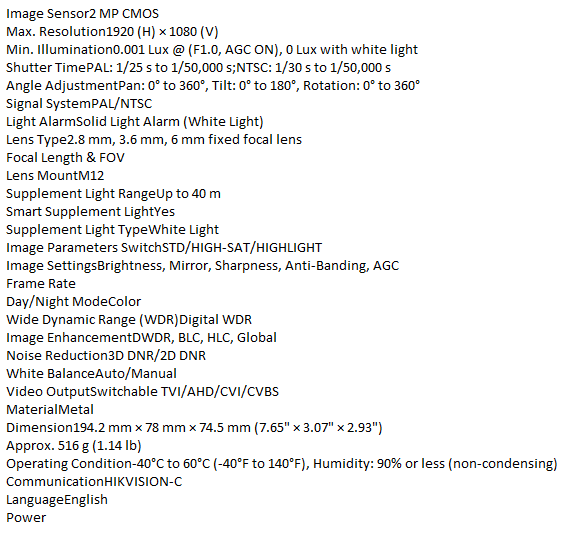 Image Sensor2 MP CMOS
Max. Resolution1920 (H) × 1080 (V)
Min. Illumination0.001 Lux @ (F1.0, AGC ON), 0 Lux with white light
Shutter TimePAL: 1/25 s to 1/50,000 s;NTSC: 1/30 s to 1/50,000 s
Angle AdjustmentPan: 0° to 360°, Tilt: 0° to 180°, Rotation: 0° to 360°
Signal SystemPAL/NTSC
Light AlarmSolid Light Alarm (White Light)
Lens Type2.8 mm, 3.6 mm, 6 mm fixed focal lens
Focal Length & FOV
Lens MountM12
Supplement Light RangeUp to 40 m
Smart Supplement LightYes
Supplement Light TypeWhite Light
Image Parameters SwitchSTD/HIGH-SAT/HIGHLIGHT
Image SettingsBrightness, Mirror, Sharpness, Anti-Banding, AGC
Frame Rate
Day/Night ModeColor
Wide Dynamic Range (WDR)Digital WDR
Image EnhancementDWDR, BLC, HLC, Global
Noise Reduction3D DNR/2D DNR
White BalanceAuto/Manual
Video OutputSwitchable TVI/AHD/CVI/CVBS
MaterialMetal
Dimension194.2 mm × 78 mm × 74.5 mm (7.65" × 3.07" × 2.93")
Approx. 516 g (1.14 lb)
Operating Condition-40°C to 60°C (-40°F to 140°F), Humidity: 90% or less (non-condensing)
CommunicationHIKVISION-C
LanguageEnglish
Power